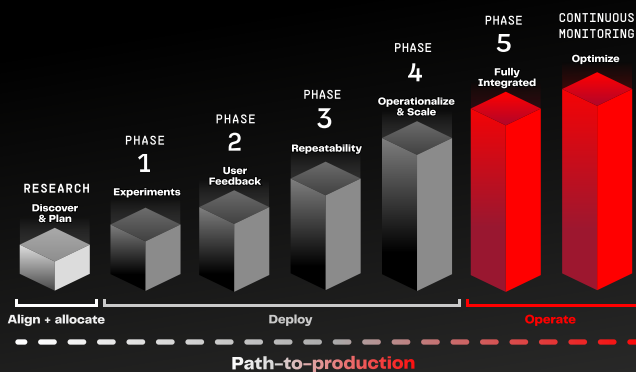 RESEARCH
Discover
& Plan
PHASE
1
Experiments
PHASE
2
User
Feedback
PHASE
3
Repeatability
PHASE
4
Operationalize
& Scale
PHASE
5
Fully
Integrated
CONTINUOUS
MONITORING
Optimize
Align + allocate
Deploy
Operate
Path-to-production